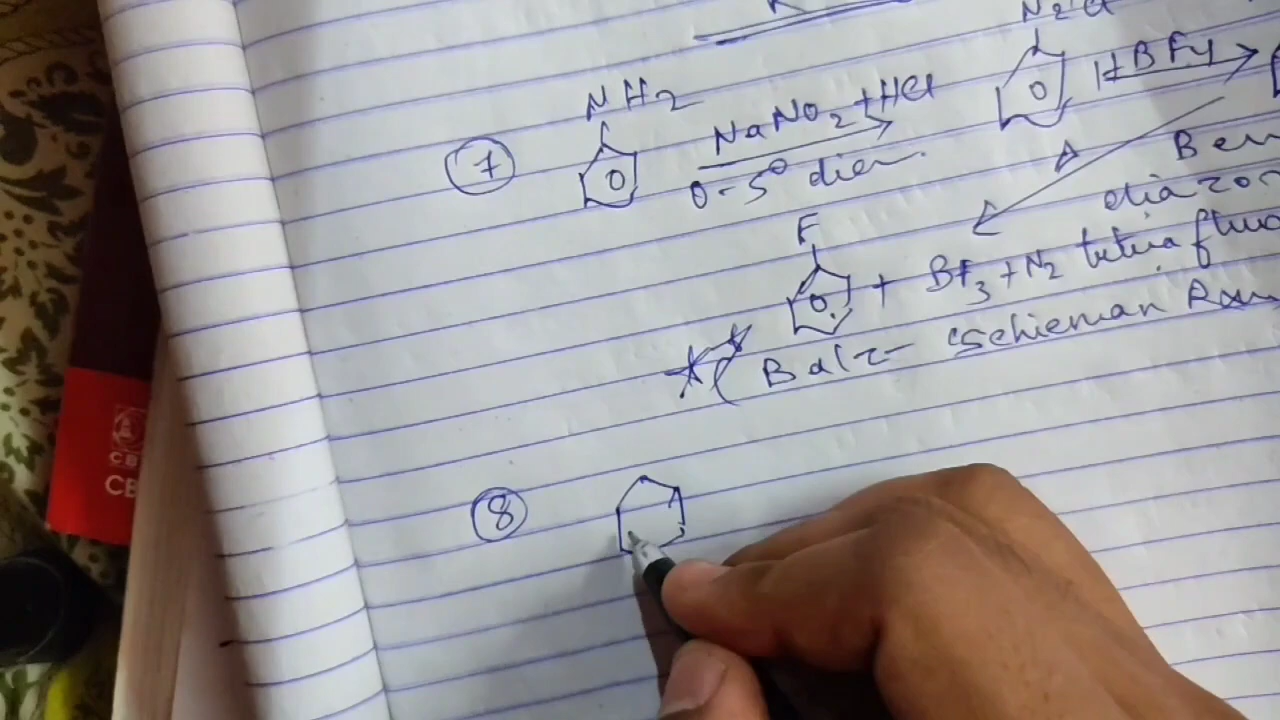 N2Cl
NH2 NaNO2+HCl HBF4
7 0-5° dien.
Δ Ben
diazon
F
+ BF3+N2 tetra fluo
Balz- Schieman Rxn
8
CB
CB